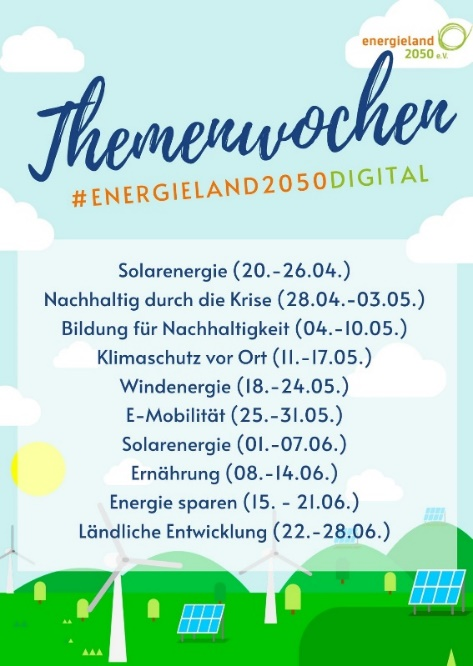 energieland
2050 e.V.
Themenwochen
#ENERGIELAND2050DIGITAL
Solarenergie (20.-26.04.)
Nachhaltig durch die Krise (28.04.-03.05.)
Bildung für Nachhaltigkeit (04.-10.05.)
Klimaschutz vor Ort (11.-17.05.)
Windenergie (18.-24.05.)
E-Mobilität (25.-31.05.)
Solarenergie (01.-07.06.)
Ernährung (08.-14.06.)
Energie sparen (15. - 21.06.)
Ländliche Entwicklung (22.-28.06.)